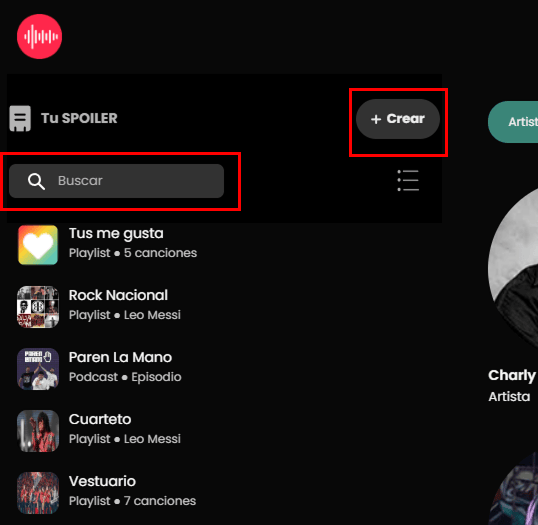 Tu SPOILER
+ Crear
Artist
Buscar
Tus me gusta
Playlist ● 5 canciones
Rock Nacional
Playlist ● Leo Messi
Paren La Mano
Podcast ● Episodio
Charly
Artista
Cuarteto
Playlist ● Leo Messi
Vestuario
Playlist ● 7 canciones